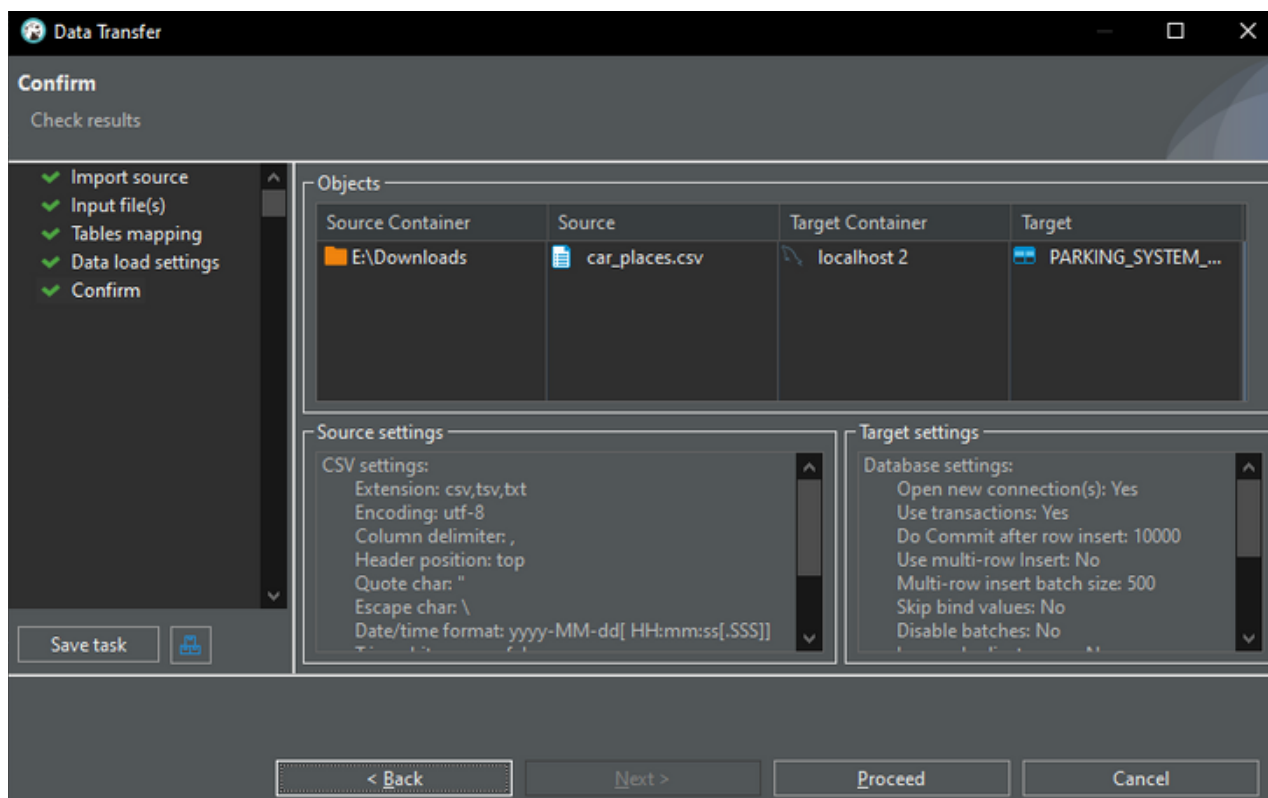 Data Transfer
Confirm
Check results
Import source
Input file(s)
Tables mapping
Data load settings
Confirm
Save task
Objects
Source Container Source Target Container Target
E:\Downloads car_places.csv localhost 2 PARKING_SYSTEM_...
Source settings
CSV settings:
Extension: csv,tsv,txt
Encoding: utf-8
Column delimiter: ,
Header position: top
Quote char: "
Escape char: \
Date/time format: yyyy-MM-dd[ HH:mm:ss[.SSS]]
Target settings
Database settings:
Open new connection(s): Yes
Use transactions: Yes
Do Commit after row insert: 10000
Use multi-row Insert: No
Multi-row insert batch size: 500
Skip bind values: No
Disable batches: No
< Back Next > Proceed Cancel